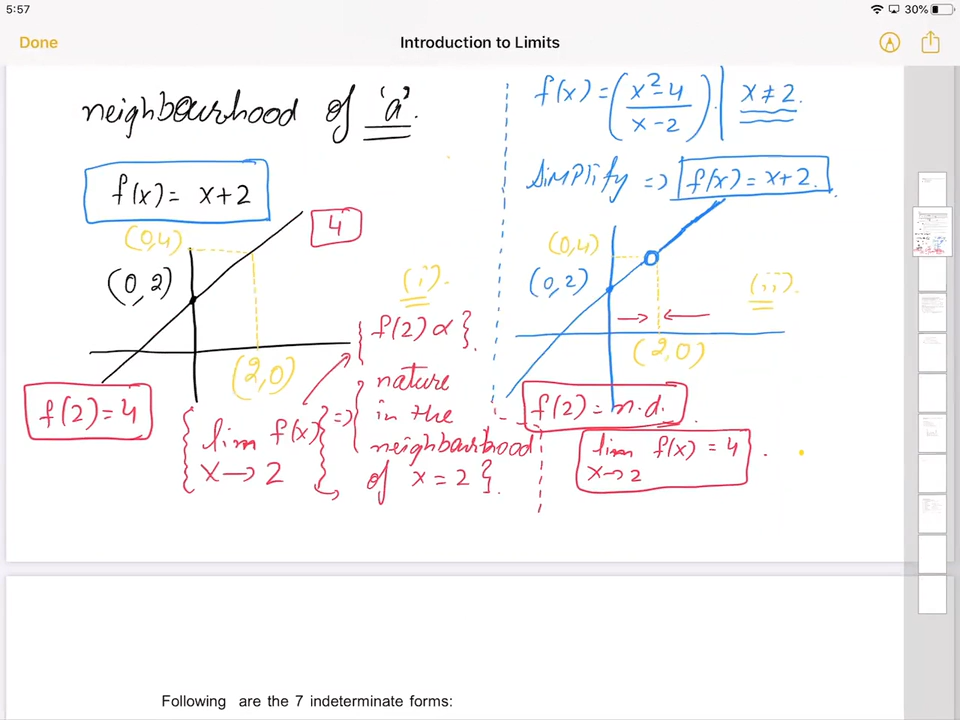 5:57
30%
Done
Introduction to Limits
neighbourhood of 'a'.
f(x) = x+2
4
(0,4)
(0,2)
(i).
(2,0)
f(2) = 4
{f(2) α}.
{lim f(x)} =>
x→2
{nature
in the
neighbourhood
of x = 2}.
f(x) = (x²-4 / x-2). x≠2.
Simplify => f(x) = x+2.
(0,4)
(0,2)
(ii).
(2,0)
f(2) = n.d.
lim f(x) = 4
x→2
Following are the 7 indeterminate forms: